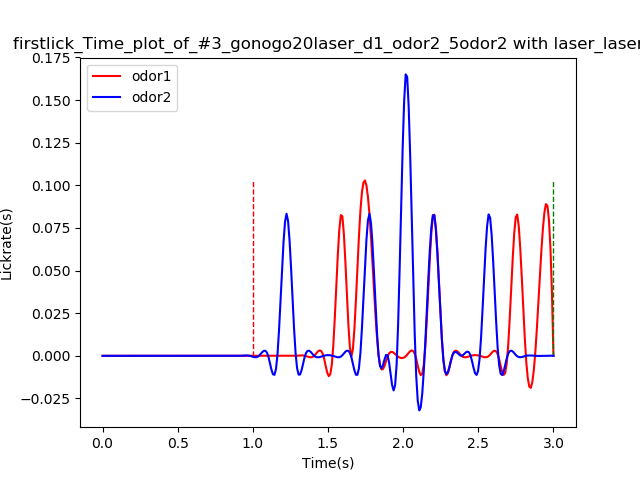 firstlick_Time_plot_of_#3_gonogo20laser_d1_odor2_5odor2 with laser_laser
odor1
odor2
Lickrate(s)
0.175
0.150
0.125
0.100
0.075
0.050
0.025
0.000
−0.025
0.0 0.5 1.0 1.5 2.0 2.5 3.0
Time(s)